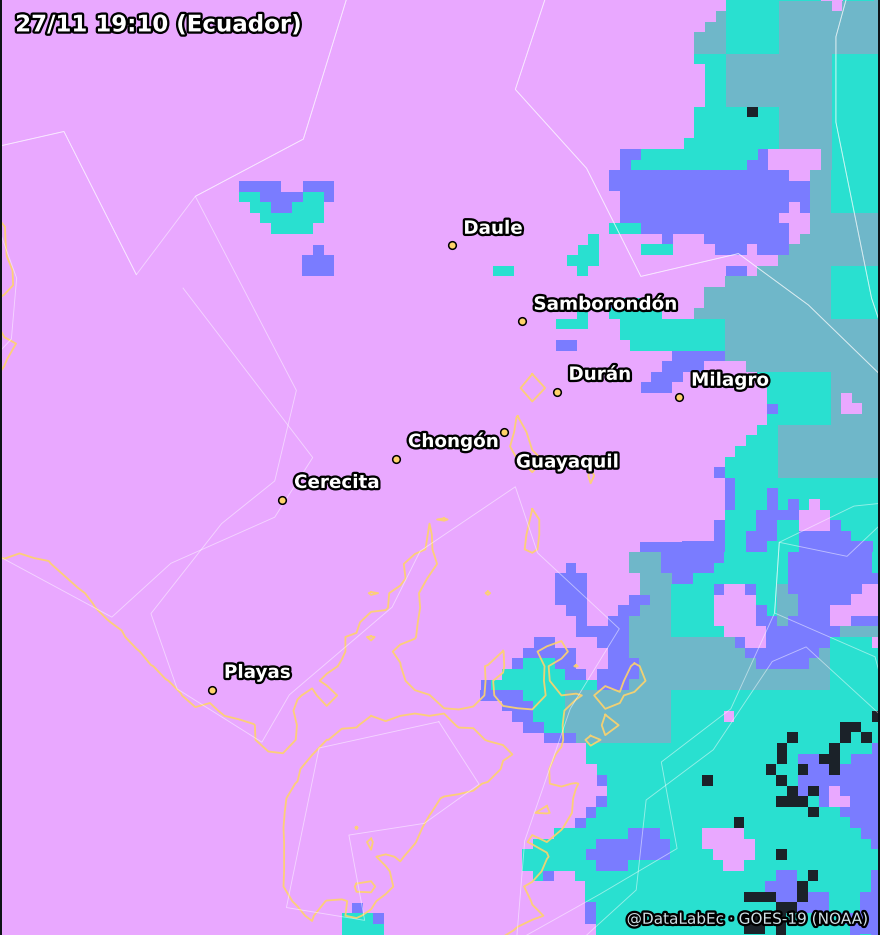 27/11 19:10 (Ecuador)
Daule
Samborondón
Durán
Milagro
Chongón
Guayaquil
Cerecita
Playas
@DataLabEc · GOES-19 (NOAA)